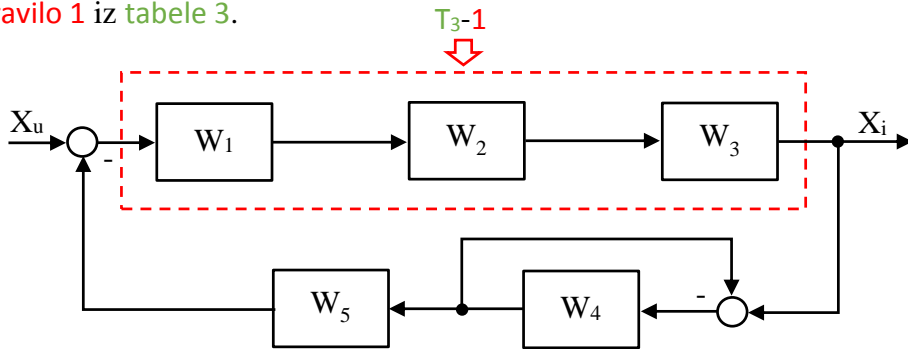 avilo 1 iz tabele 3.
T₃-1
Xu
W₁
W₂
W₃
Xi
-
W₅
W₄
-